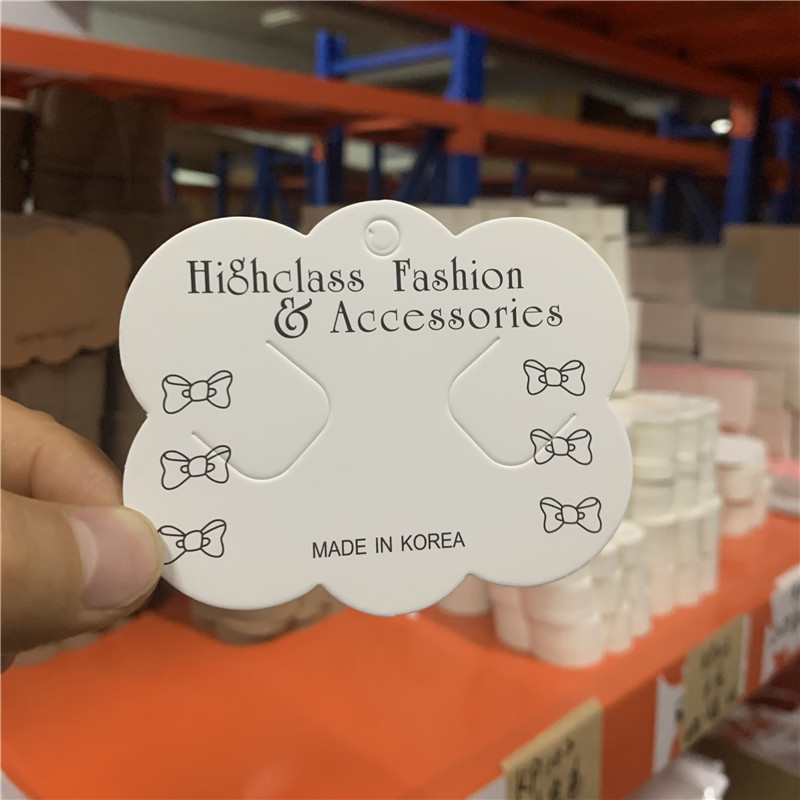 Highclass Fashion
& Accessories
MADE IN KOREA